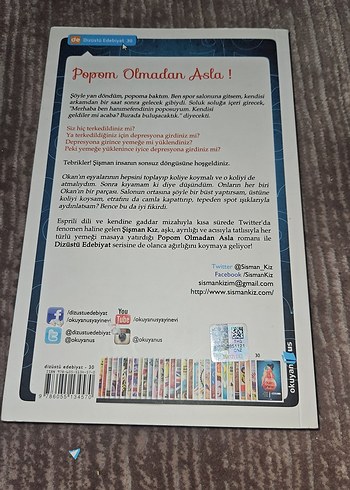 dizüstü edebiyat 30
Popom Olmadan Asla !
Şöyle yan döndüm, popoma baktım. Ben spor salonuna gitsem, kendisi
arkamdan bir saat sonra gelecek gibiydi. Soluk soluğa içeri girecek,
"Merhaba ben hanımefendinin poposuyum. Kendisi
geldiler mi acaba? Burada buluşacaktık." diyecekti.
Siz hiç terkedildiniz mi?
Ya terkedildiğiniz için depresyona girdiniz mi?
Depresyona girince yemeğe mi yüklendiniz?
Peki yemeğe yüklenince iyice depresyona girdiniz mi?
Tebrikler! Şişman insanın sonsuz döngüsüne hoşgeldiniz.
Okan'ın eşyalarının hepsini toplayıp koliye koymalı ve o koliyi de
atmalıydım. Sonra kıyamam ki diye düşündüm. Onların her biri
Okan'ın bir parçası. Salonun ortasına şöyle bir büst yaptırsam, üstüne
koliyi koysam, etrafını da camla kapattırıp, tepeden spot ışıklarıyla
aydınlatsam? Bence bu da iyi fikirdi.
Esprili dili ve kendine gaddar mizahıyla kısa sürede Twitter'da
fenomen haline gelen Şişman Kız, aşkı, ayrılığı ve acısıyla tatlısıyla her
türlü yemeği masaya yatırdığı Popom Olmadan Asla romanı ile
Dizüstü Edebiyat serisine de olanca ağırlığını koymaya geliyor!
Twitter @Sisman_Kiz
Facebook /SismanKiz
sismankizim@gmail.com
http://www.sismankiz.com/
/dizustuedebiyat
/okuyanusyayinevi
You Tube /okuyanusyayinevi
@dizustuedebiyat
@okuyanus
@okuyanus
30
dizüstü edebiyat - 30
okuyan us